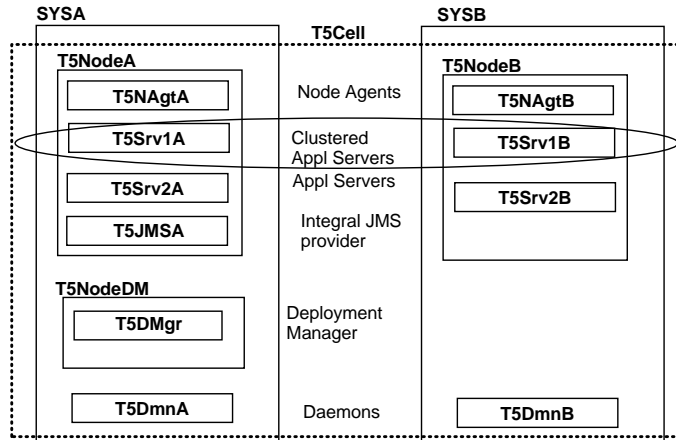 SYSA
SYSB
T5Cell
T5NodeA
T5NodeB
T5NAgtA
Node Agents
T5NAgtB
T5Srv1A
Clustered
Appl Servers
T5Srv1B
T5Srv2A
Appl Servers
T5Srv2B
T5JMSA
Integral JMS
provider
T5NodeDM
T5DMgr
Deployment
Manager
T5DmnA
Daemons
T5DmnB